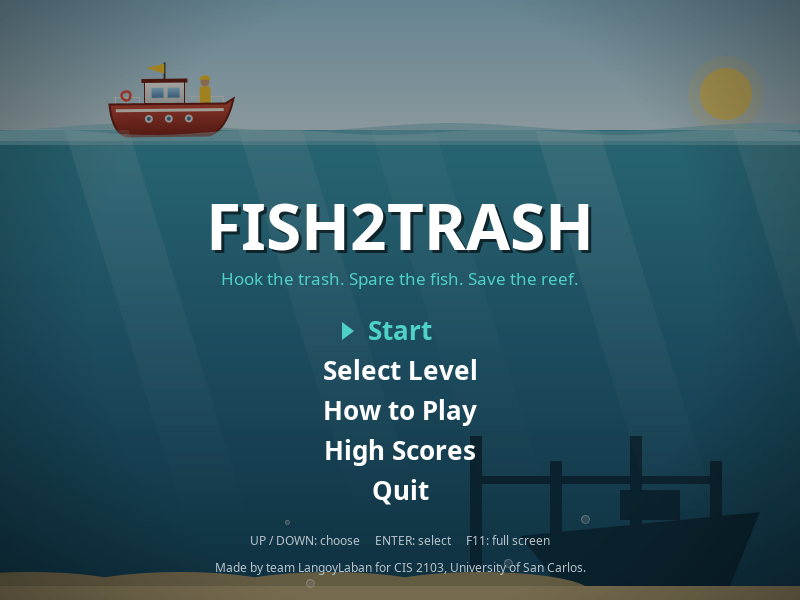 FISH2TRASH
Hook the trash. Spare the fish. Save the reef.
Start
Select Level
How to Play
High Scores
Quit
UP / DOWN: choose ENTER: select F11: full screen
Made by team LangoyLaban for CIS 2103, University of San Carlos.